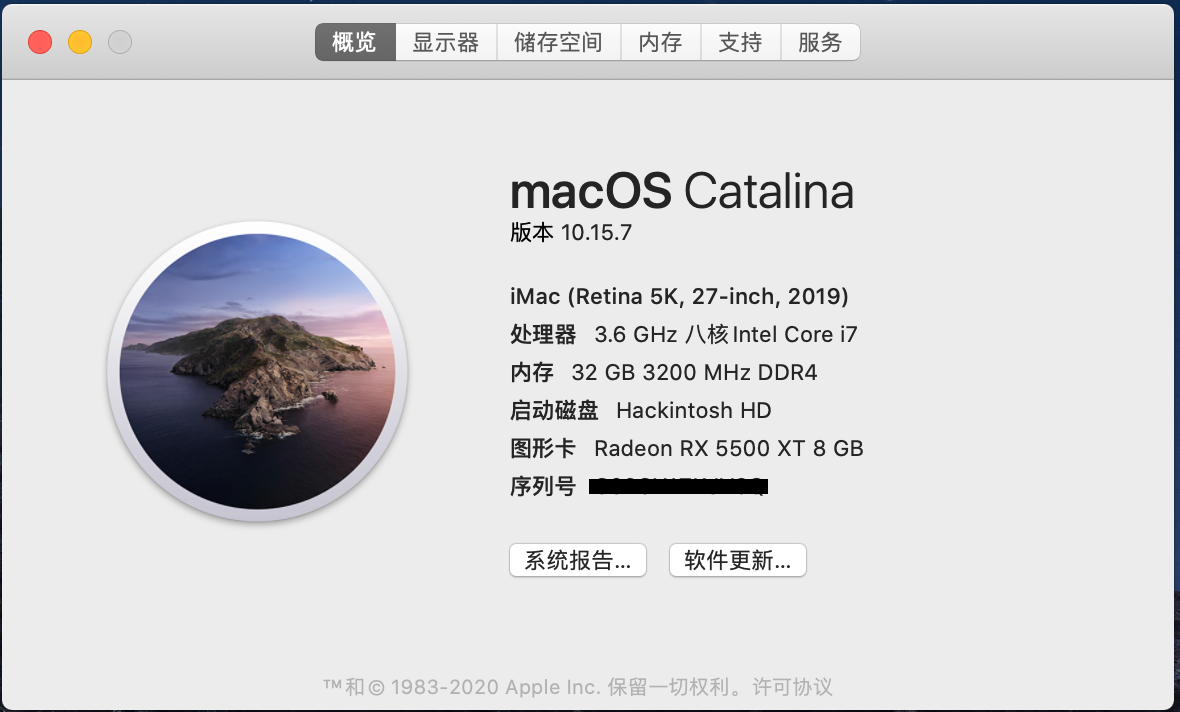 概览 显示器 储存空间 内存 支持 服务
macOS Catalina
版本 10.15.7
iMac (Retina 5K, 27-inch, 2019)
处理器 3.6 GHz 八核Intel Core i7
内存 32 GB 3200 MHz DDR4
启动磁盘 Hackintosh HD
图形卡 Radeon RX 5500 XT 8 GB
序列号
系统报告... 软件更新...
™和© 1983-2020 Apple Inc. 保留一切权利。许可协议